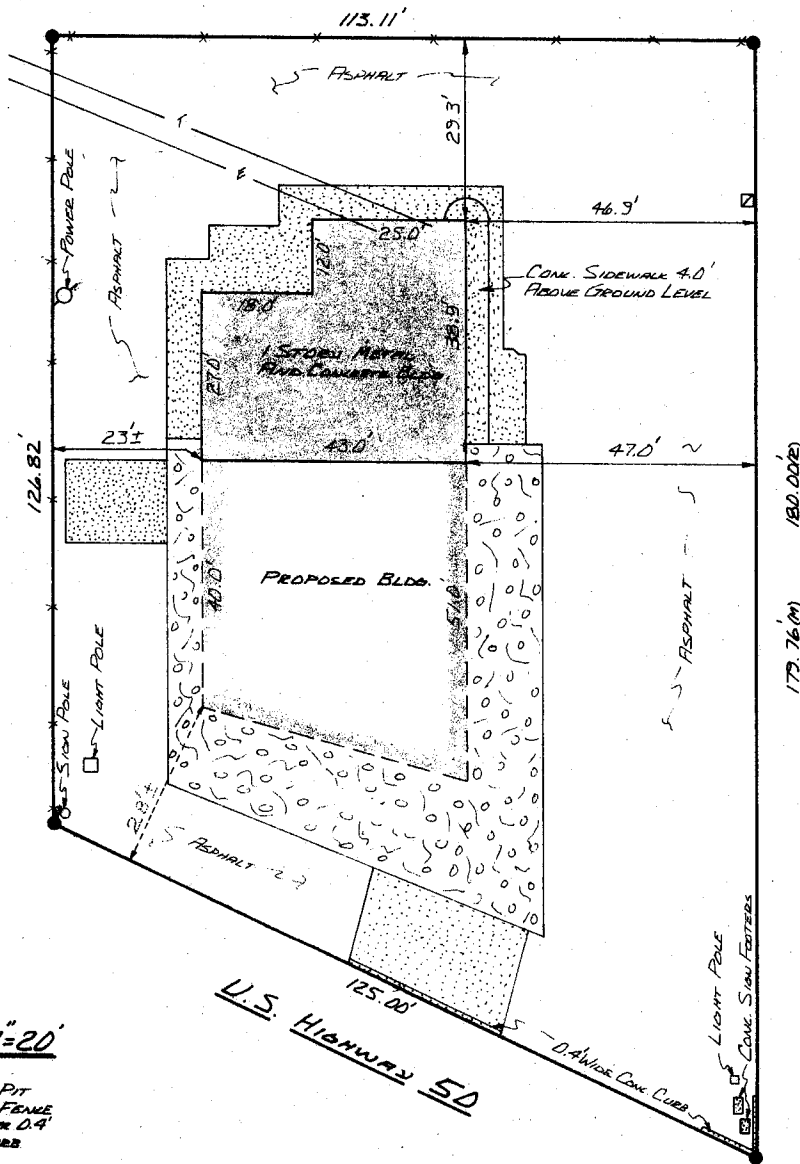 113.11'
ASPHALT
29.3'
T
E
POWER POLE
ASPHALT
46.9'
25.0'
12.0'
CONC. SIDEWALK 4.0'
ABOVE GROUND LEVEL
18.0'
38.9'
1 STORY METAL
AND CONCRETE BLDG.
27.0'
23'±
43.0'
47.0'
126.82'
180.00'(R)
179.76'(M)
PROPOSED BLDG.
40.0'
51.0'
ASPHALT
LIGHT POLE
SIGN POLE
28'±
ASPHALT
125.00'
U.S. HIGHWAY 50
0.4' WIDE CONC. CURB
LIGHT POLE
CONC. SIGN FOOTERS
"=20'
PIT
FENCE
0.4'